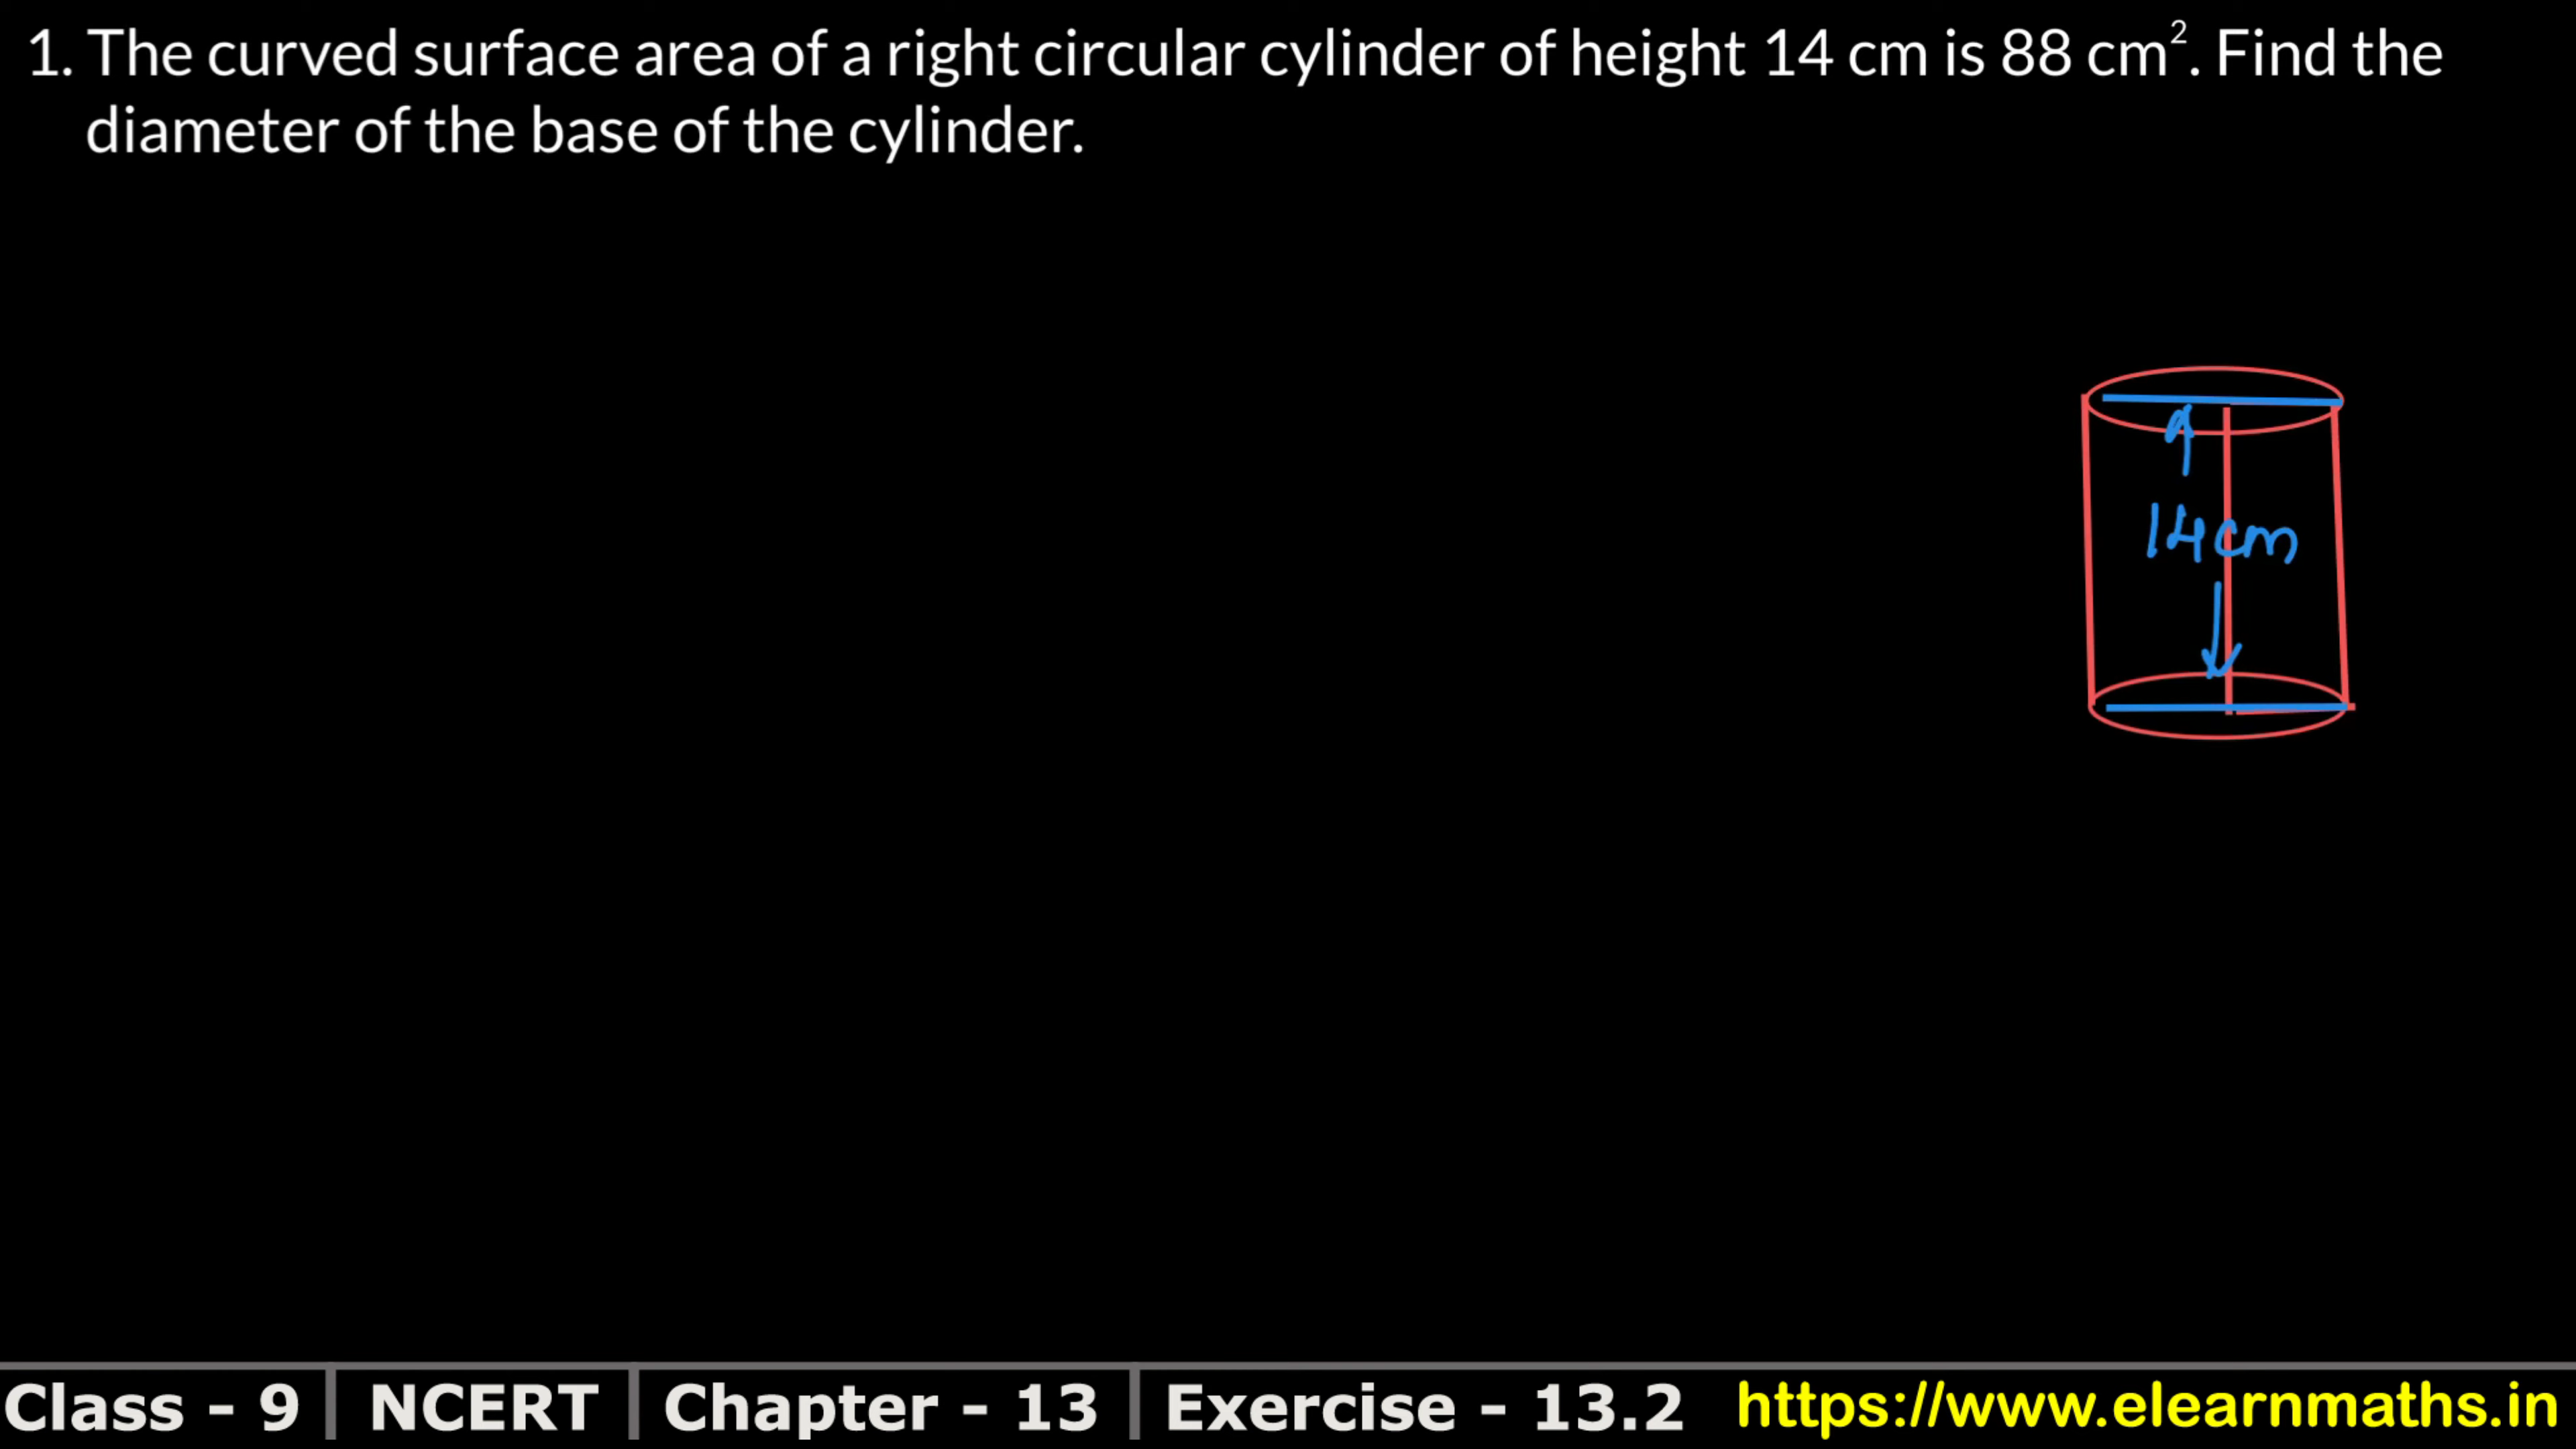 1. The curved surface area of a right circular cylinder of height 14 cm is 88 cm². Find the
diameter of the base of the cylinder.
14cm
Class - 9 | NCERT | Chapter - 13 | Exercise - 13.2 https://www.elearnmaths.in